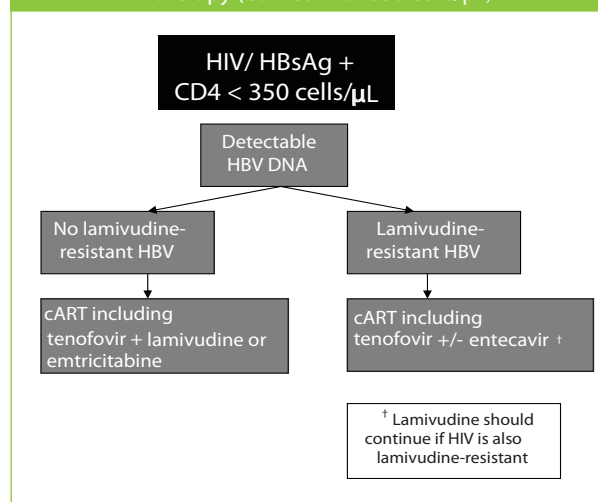 HIV/ HBsAg +
CD4 < 350 cells/µL
Detectable
HBV DNA
No lamivudine-
resistant HBV
Lamivudine-
resistant HBV
cART including
tenofovir + lamivudine or
emtricitabine
cART including
tenofovir +/- entecavir †
† Lamivudine should
continue if HIV is also
lamivudine-resistant